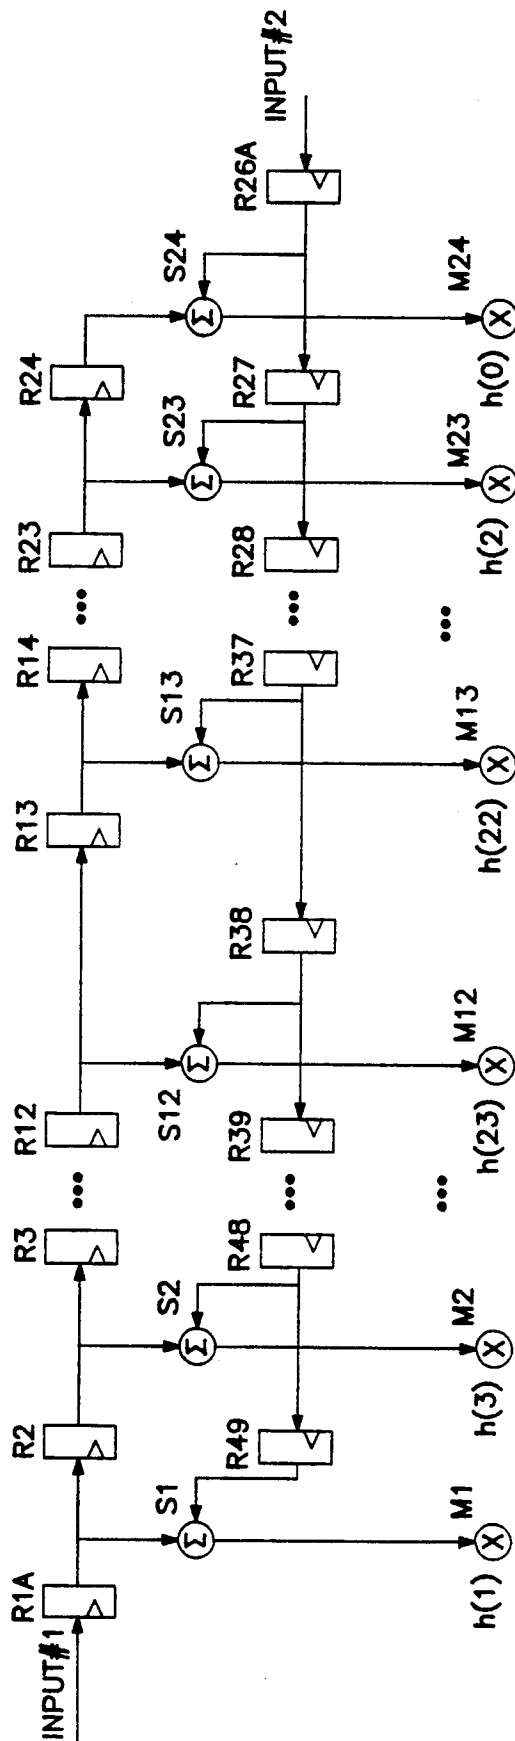 INPUT#1
R1A R2 R3 ... R12 R13 R14 ... R23 R24
S1 S2 S12 S13 S23 S24
Σ Σ Σ Σ Σ Σ
R49 R48 ... R39 R38 R37 ... R28 R27 R26A
INPUT#2
M1 M2 ... M12 M13 ... M23 M24
X X X X X X
h(1) h(3) h(23) h(22) h(2) h(0)